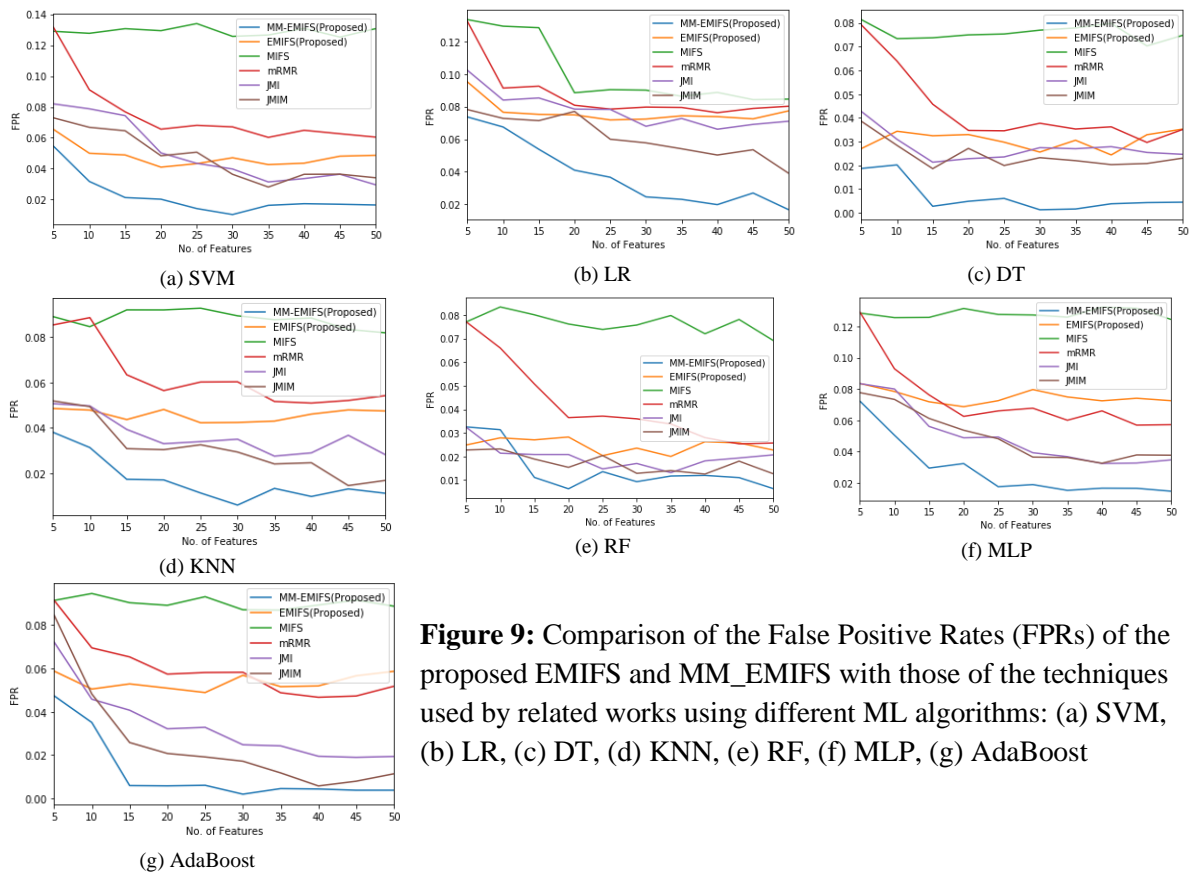 0.14
0.12
0.10
0.08
0.06
0.04
0.02
FPR
MM-EMIFS(Proposed)
EMIFS(Proposed)
MIFS
mRMR
JMI
JMIM
5 10 15 20 25 30 35 40 45 50
No. of Features
(a) SVM
0.14
0.12
0.10
0.08
0.06
0.04
0.02
FPR
MM-EMIFS(Proposed)
EMIFS(Proposed)
MIFS
mRMR
JMI
JMIM
5 10 15 20 25 30 35 40 45 50
No. of Features
(b) LR
0.08
0.07
0.06
0.05
0.04
0.03
0.02
0.01
0.00
FPR
MM-EMIFS(Proposed)
EMIFS(Proposed)
MIFS
mRMR
JMI
JMIM
5 10 15 20 25 30 35 40 45 50
No. of Features
(c) DT
0.08
0.06
0.04
0.02
FPR
MM-EMIFS(Proposed)
EMIFS(Proposed)
MIFS
mRMR
JMI
JMIM
5 10 15 20 25 30 35 40 45 50
No. of Features
(d) KNN
0.08
0.07
0.06
0.05
0.04
0.03
0.02
0.01
FPR
MM-EMIFS(Proposed)
EMIFS(Proposed)
MIFS
mRMR
JMI
JMIM
5 10 15 20 25 30 35 40 45 50
No. of Features
(e) RF
0.12
0.10
0.08
0.06
0.04
0.02
FPR
MM-EMIFS(Proposed)
EMIFS(Proposed)
MIFS
mRMR
JMI
JMIM
5 10 15 20 25 30 35 40 45 50
No. of Features
(f) MLP
0.08
0.06
0.04
0.02
0.00
FPR
MM-EMIFS(Proposed)
EMIFS(Proposed)
MIFS
mRMR
JMI
JMIM
5 10 15 20 25 30 35 40 45 50
No. of Features
(g) AdaBoost
Figure 9: Comparison of the False Positive Rates (FPRs) of the
proposed EMIFS and MM_EMIFS with those of the techniques
used by related works using different ML algorithms: (a) SVM,
(b) LR, (c) DT, (d) KNN, (e) RF, (f) MLP, (g) AdaBoost